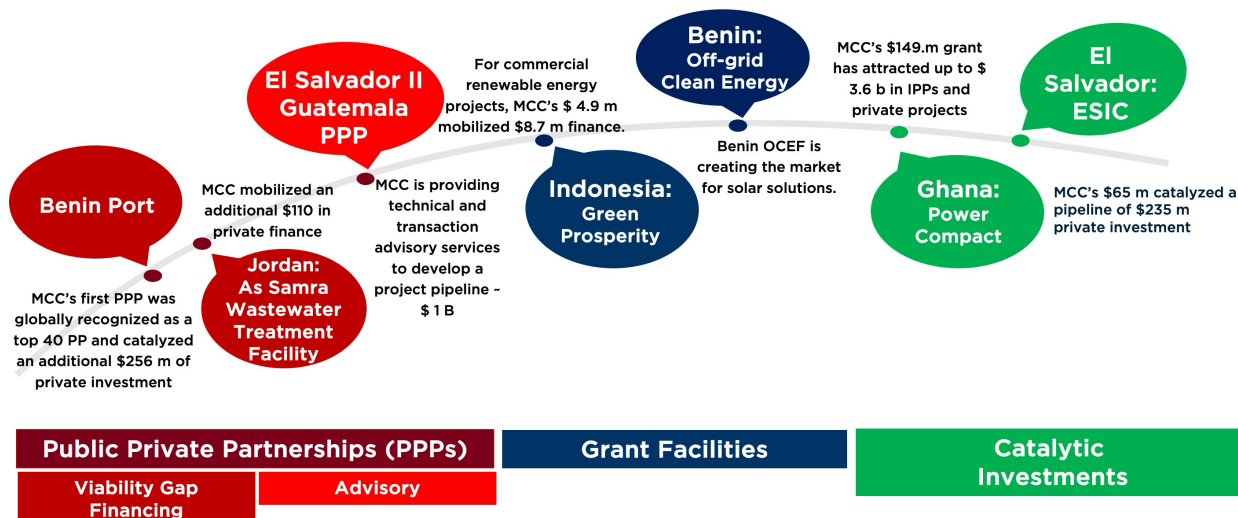 Benin Port
MCC's first PPP was
globally recognized as a
top 40 PP and catalyzed
an additional $256 m of
private investment
MCC mobilized an
additional $110 in
private finance
Jordan:
As Samra
Wastewater
Treatment
Facility
El Salvador II
Guatemala
PPP
MCC is providing
technical and
transaction
advisory services
to develop a
project pipeline ~
$ 1 B
For commercial
renewable energy
projects, MCC's $ 4.9 m
mobilized $8.7 m finance.
Indonesia:
Green
Prosperity
Benin:
Off-grid
Clean Energy
Benin OCEF is
creating the market
for solar solutions.
MCC's $149.m grant
has attracted up to $
3.6 b in IPPs and
private projects
Ghana:
Power
Compact
El
Salvador:
ESIC
MCC's $65 m catalyzed a
pipeline of $235 m
private investment
Public Private Partnerships (PPPs)
Viability Gap
Financing
Advisory
Grant Facilities
Catalytic
Investments